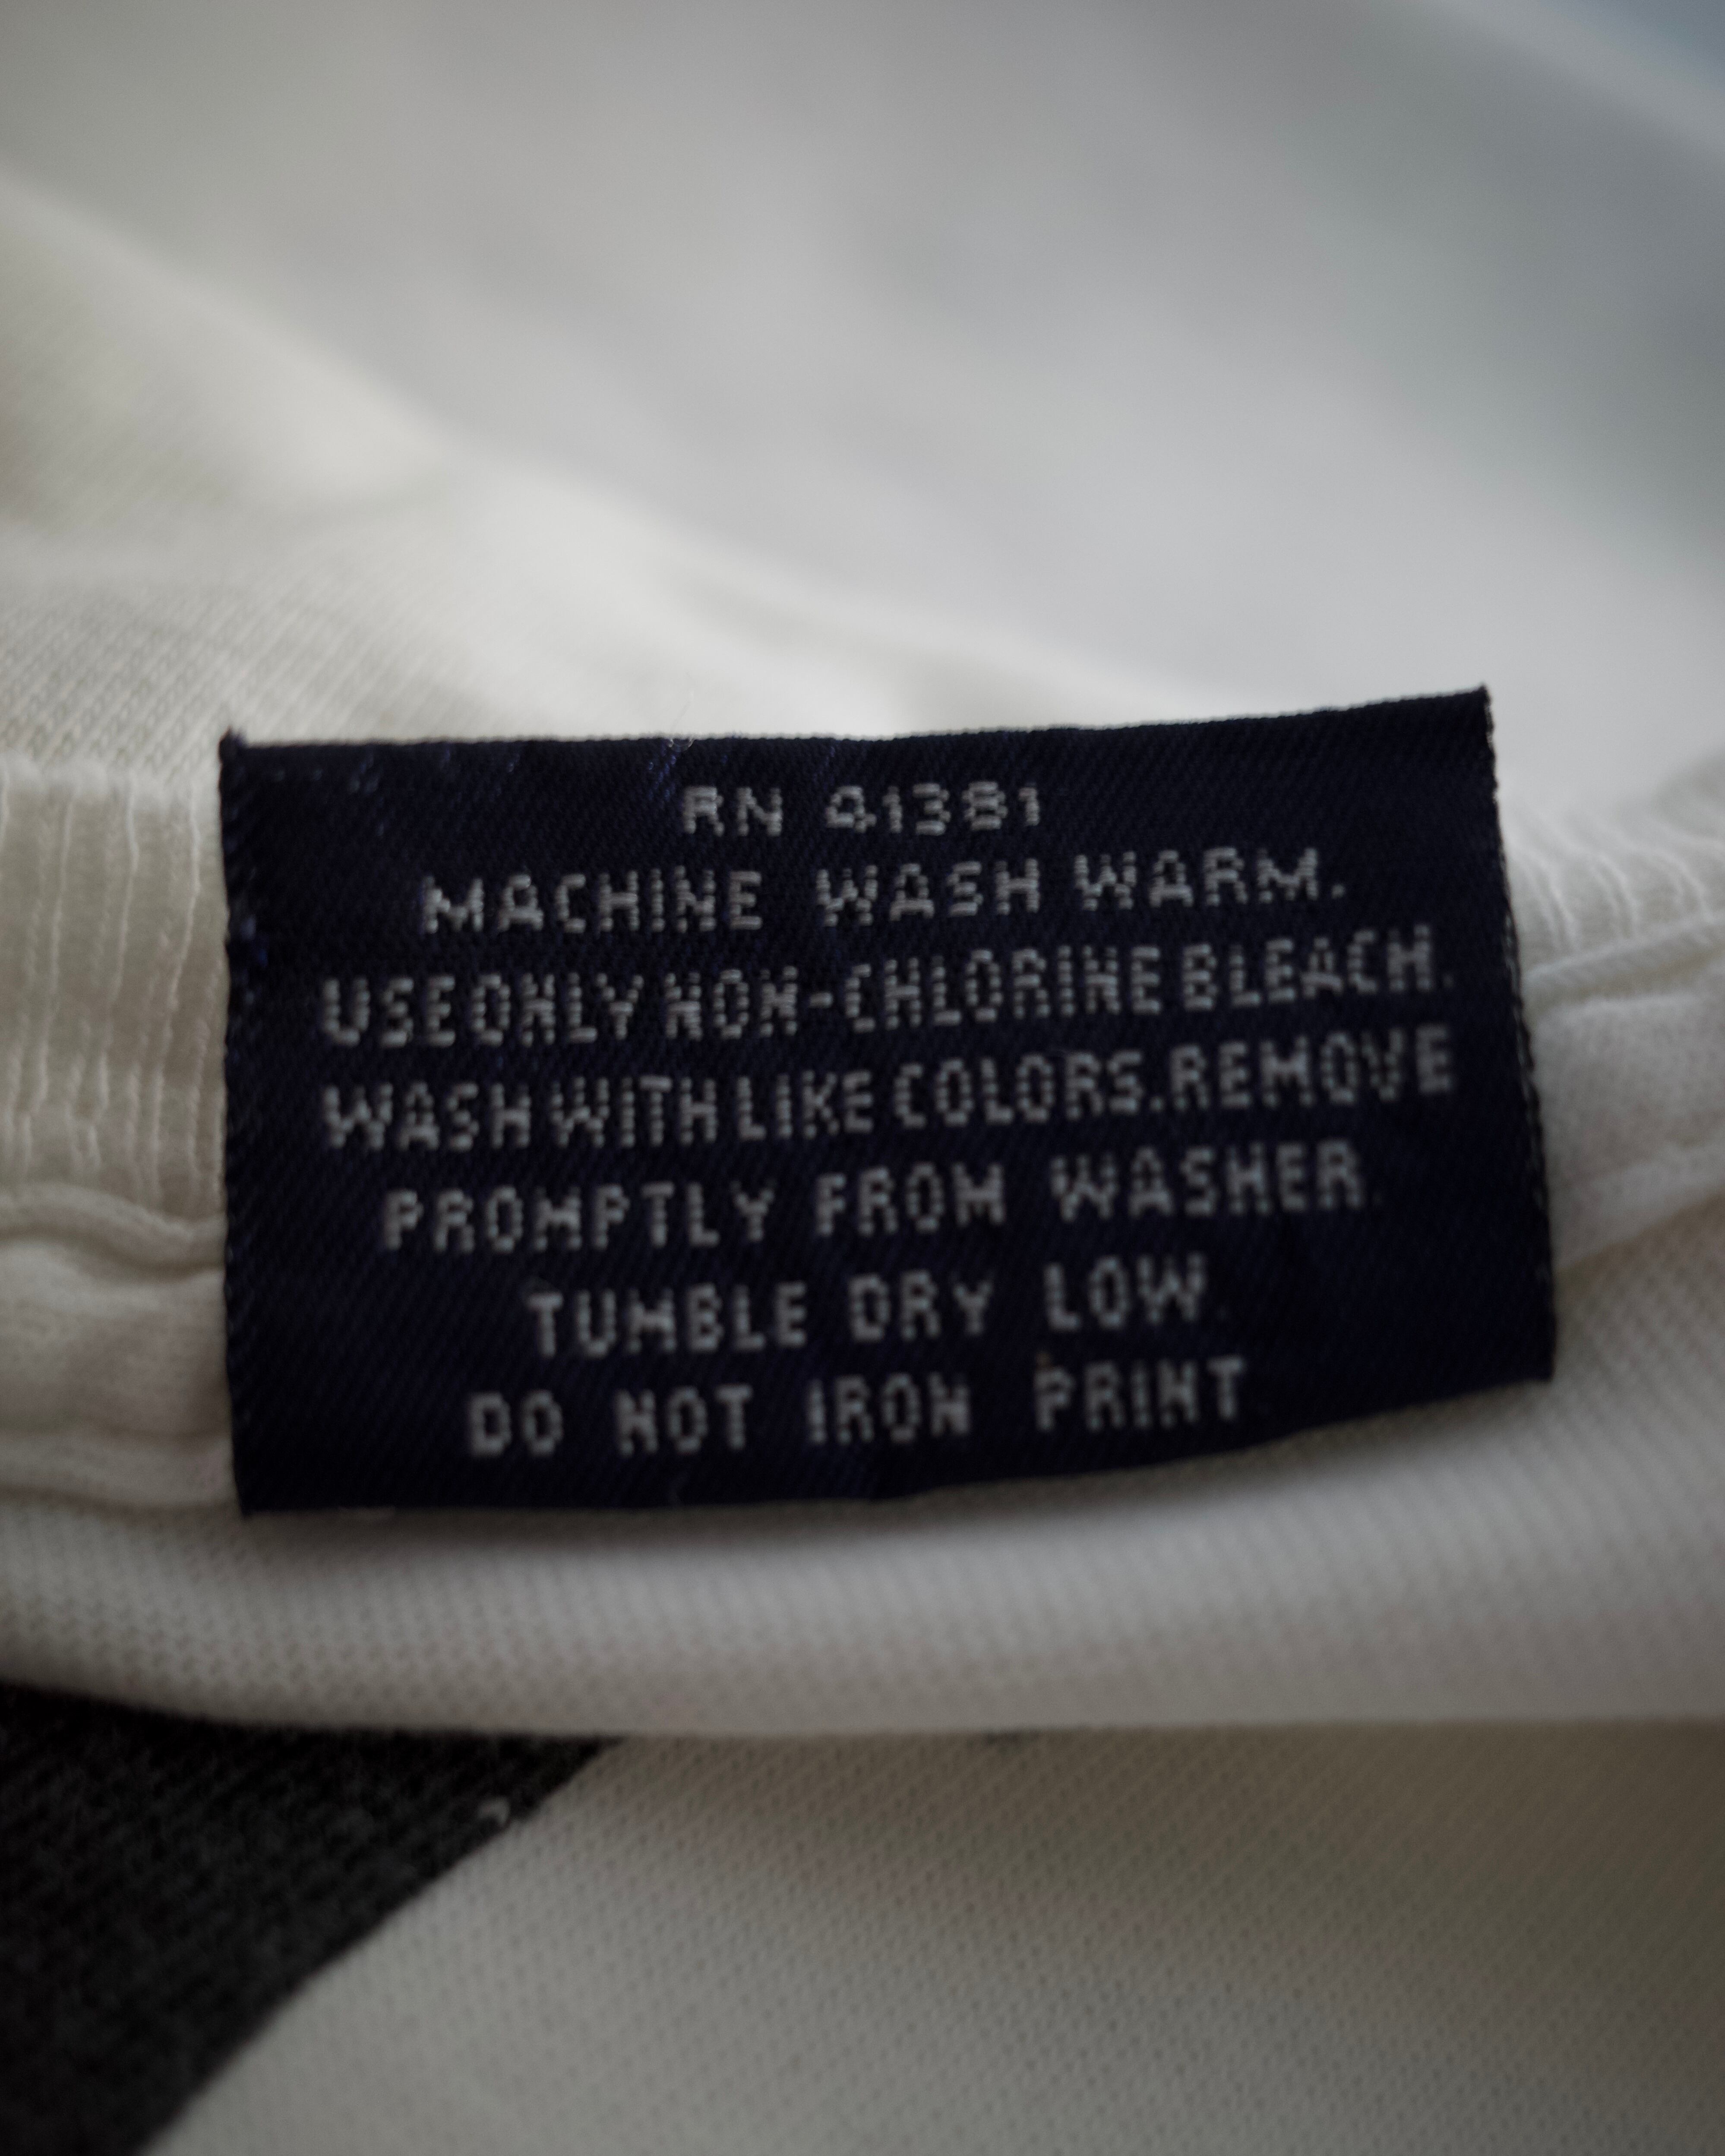 RN 41381
MACHINE WASH WARM.
USE ONLY NON-CHLORINE BLEACH.
WASH WITH LIKE COLORS. REMOVE
PROMPTLY FROM WASHER.
TUMBLE DRY LOW.
DO NOT IRON PRINT